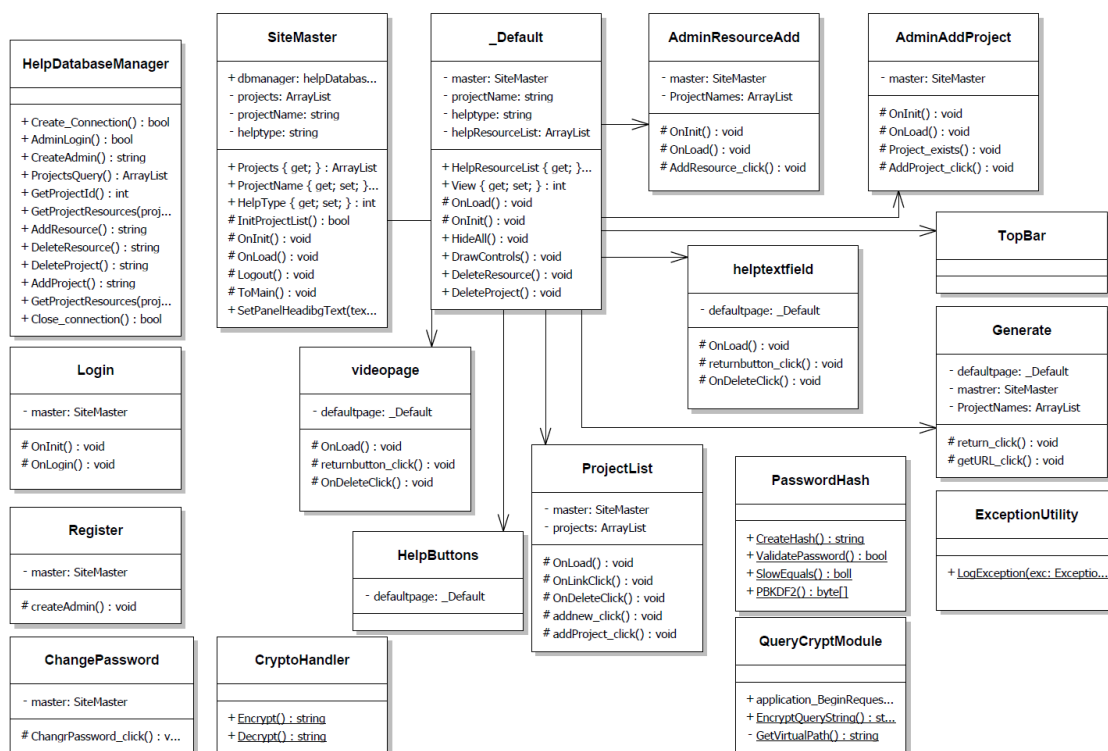 HelpDatabaseManager
+ Create_Connection() : bool
+ AdminLogin() : bool
+ CreateAdmin() : string
+ ProjectsQuery() : ArrayList
+ GetProjectId() : int
+ GetProjectResources(proj...
+ AddResource() : string
+ DeleteResource() : string
+ DeleteProject() : string
+ AddProject() : string
+ GetProjectResources(proj...
+ Close_connection() : bool
SiteMaster
+ dbmanager: helpDatabase...
- projects: ArrayList
- projectName: string
- helptype: string
+ Projects { get; } : ArrayList
+ ProjectName { get; set; }...
+ HelpType { get; set; } : int
# InitProjectList() : bool
# OnInit() : void
# OnLoad() : void
# Logout() : void
# ToMain() : void
+ SetPanelHeadibgText(tex...
_Default
- master: SiteMaster
- projectName: string
- helptype: string
- helpResourceList: ArrayList
+ HelpResourceList { get; }...
+ View { get; set; } : int
# OnLoad() : void
# OnInit() : void
+ HideAll() : void
+ DrawControls() : void
+ DeleteResource() : void
+ DeleteProject() : void
AdminResourceAdd
- master: SiteMaster
- ProjectNames: ArrayList
# OnInit() : void
# OnLoad() : void
# AddResource_click() : void
AdminAddProject
- master: SiteMaster
# OnInit() : void
# OnLoad() : void
# Project_exists() : void
# AddProject_click() : void
TopBar
helptextfield
- defaultpage: _Default
# OnLoad() : void
# returnbutton_click() : void
# OnDeleteClick() : void
Generate
- defaultpage: _Default
- mastrer: SiteMaster
- ProjectNames: ArrayList
# return_click() : void
# getURL_click() : void
Login
- master: SiteMaster
# OnInit() : void
# OnLogin() : void
videopage
- defaultpage: _Default
# OnLoad() : void
# returnbutton_click() : void
# OnDeleteClick() : void
ProjectList
- master: SiteMaster
- projects: ArrayList
# OnLoad() : void
# OnLinkClick() : void
# OnDeleteClick() : void
# addnew_click() : void
# addProject_click() : void
PasswordHash
+ CreateHash() : string
+ ValidatePassword() : bool
+ SlowEquals() : boll
+ PBKDF2() : byte[]
ExceptionUtility
+ LogException(exc: Exceptio...
Register
- master: SiteMaster
# createAdmin() : void
HelpButtons
- defaultpage: _Default
ChangePassword
- master: SiteMaster
# ChangrPassword_click() : v...
CryptoHandler
+ Encrypt() : string
+ Decrypt() : string
QueryCryptModule
+ application_BeginReques...
+ EncryptQueryString() : st...
- GetVirtualPath() : string